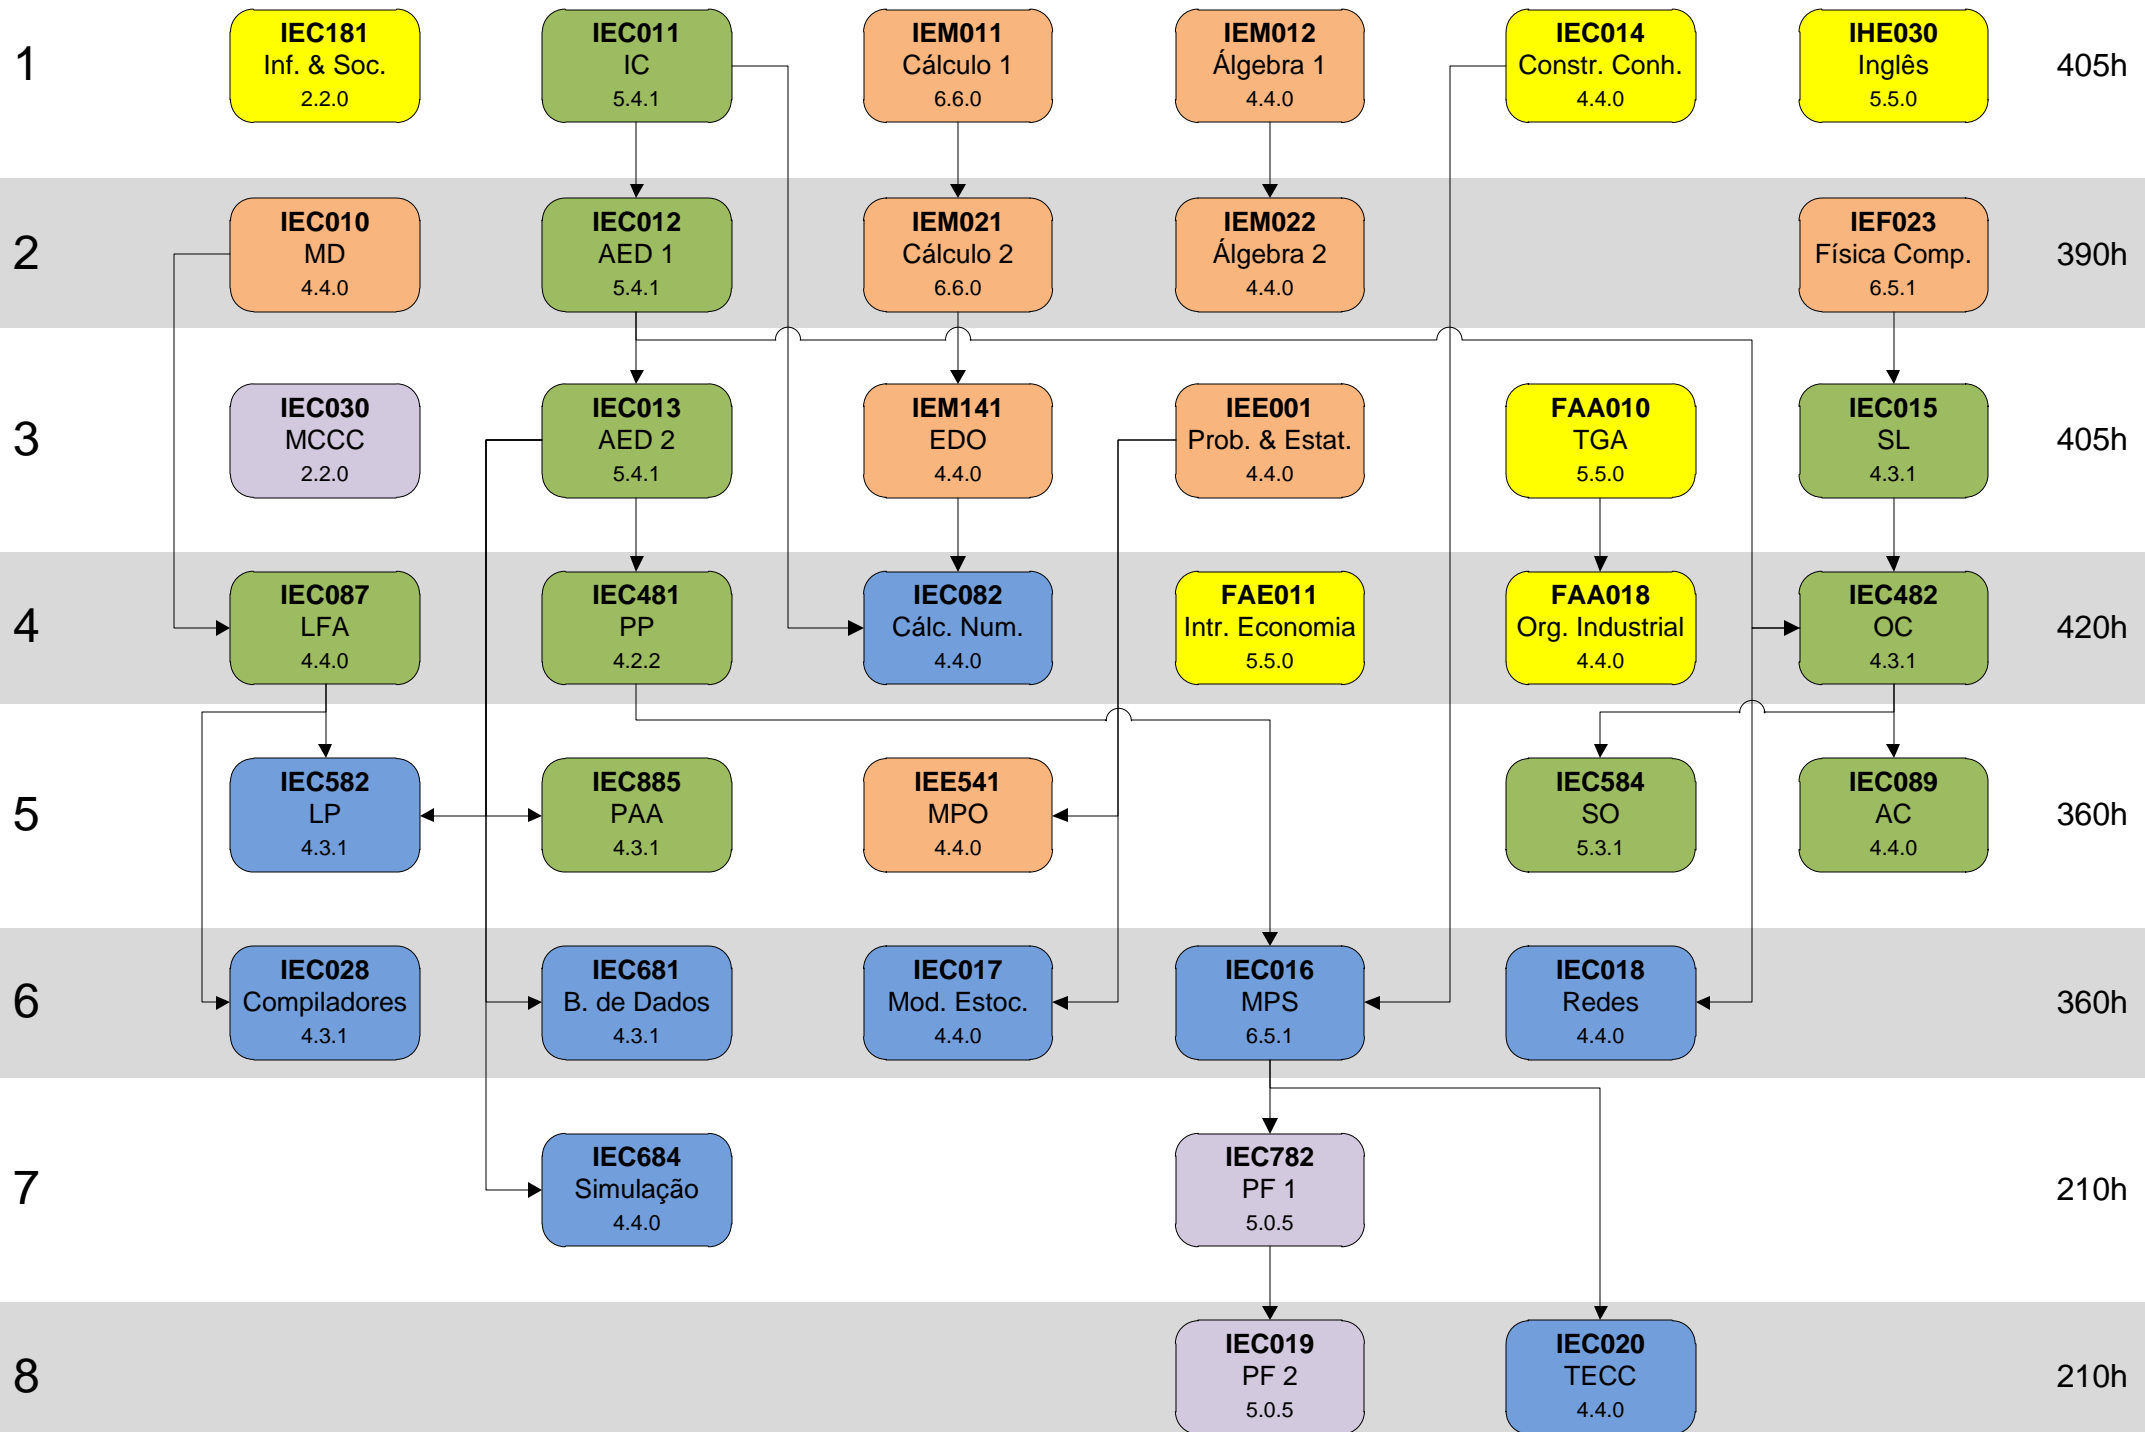 1
IEC181
Inf. & Soc.
2.2.0
IEC011
IC
5.4.1
IEM011
Cálculo 1
6.6.0
IEM012
Álgebra 1
4.4.0
IEC014
Constr. Conh.
4.4.0
IHE030
Inglês
5.5.0
405h
2
IEC010
MD
4.4.0
IEC012
AED 1
5.4.1
IEM021
Cálculo 2
6.6.0
IEM022
Álgebra 2
4.4.0
IEF023
Física Comp.
6.5.1
390h
3
IEC030
MCCC
2.2.0
IEC013
AED 2
5.4.1
IEM141
EDO
4.4.0
IEE001
Prob. & Estat.
4.4.0
FAA010
TGA
5.5.0
IEC015
SL
4.3.1
405h
4
IEC087
LFA
4.4.0
IEC481
PP
4.2.2
IEC082
Cálc. Num.
4.4.0
FAE011
Intr. Economia
5.5.0
FAA018
Org. Industrial
4.4.0
IEC482
OC
4.3.1
420h
5
IEC582
LP
4.3.1
IEC885
PAA
4.3.1
IEE541
MPO
4.4.0
IEC584
SO
5.3.1
IEC089
AC
4.4.0
360h
6
IEC028
Compiladores
4.3.1
IEC681
B. de Dados
4.3.1
IEC017
Mod. Estoc.
4.4.0
IEC016
MPS
6.5.1
IEC018
Redes
4.4.0
360h
7
IEC684
Simulação
4.4.0
IEC782
PF 1
5.0.5
210h
8
IEC019
PF 2
5.0.5
IEC020
TECC
4.4.0
210h